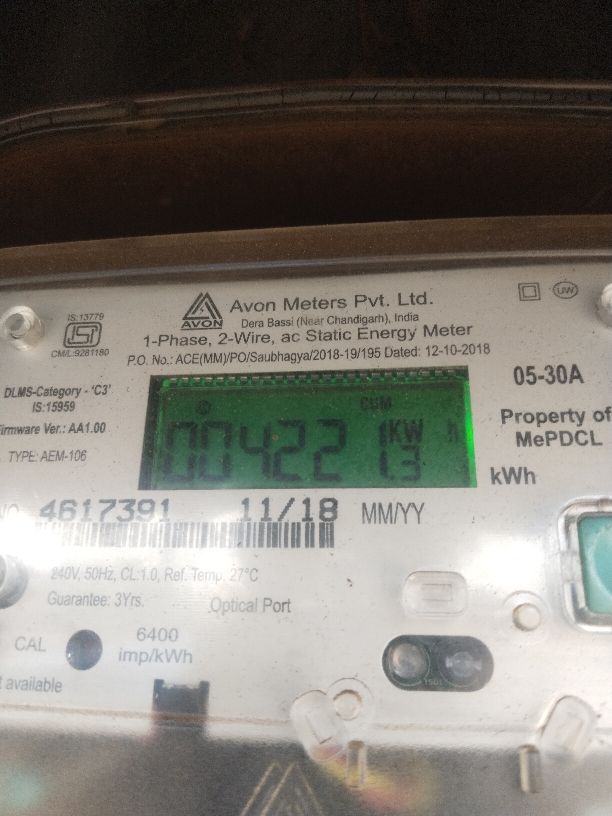 Avon Meters Pvt. Ltd.
AVON
Dera Bassi (Near Chandigarh), India
1-Phase, 2-Wire, ac Static Energy Meter
P.O. No.: ACE(MM)/PO/Saubhagya/2018-19/195 Dated: 12-10-2018
UW
IS:13779
ISI
CM/L:9281180
DLMS-Category - 'C3'
IS:15959
Firmware Ver.: AA1.00
TYPE: AEM-106
CUM
00422 KW h
1.3
kWh
05-30A
Property of
MePDCL
NO 4617391 11/18 MM/YY
240V, 50Hz, CL:1.0, Ref. Temp. 27°C
Guarantee: 3Yrs.
Optical Port
CAL
6400
imp/kWh
available